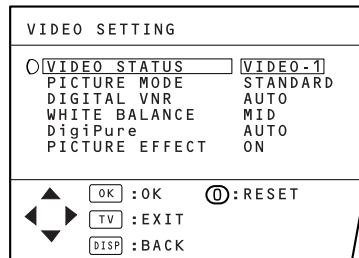 VIDEO SETTING
VIDEO STATUS VIDEO-1
PICTURE MODE STANDARD
DIGITAL VNR AUTO
WHITE BALANCE MID
DigiPure AUTO
PICTURE EFFECT ON
OK :OK 0 :RESET
TV :EXIT
DISP :BACK